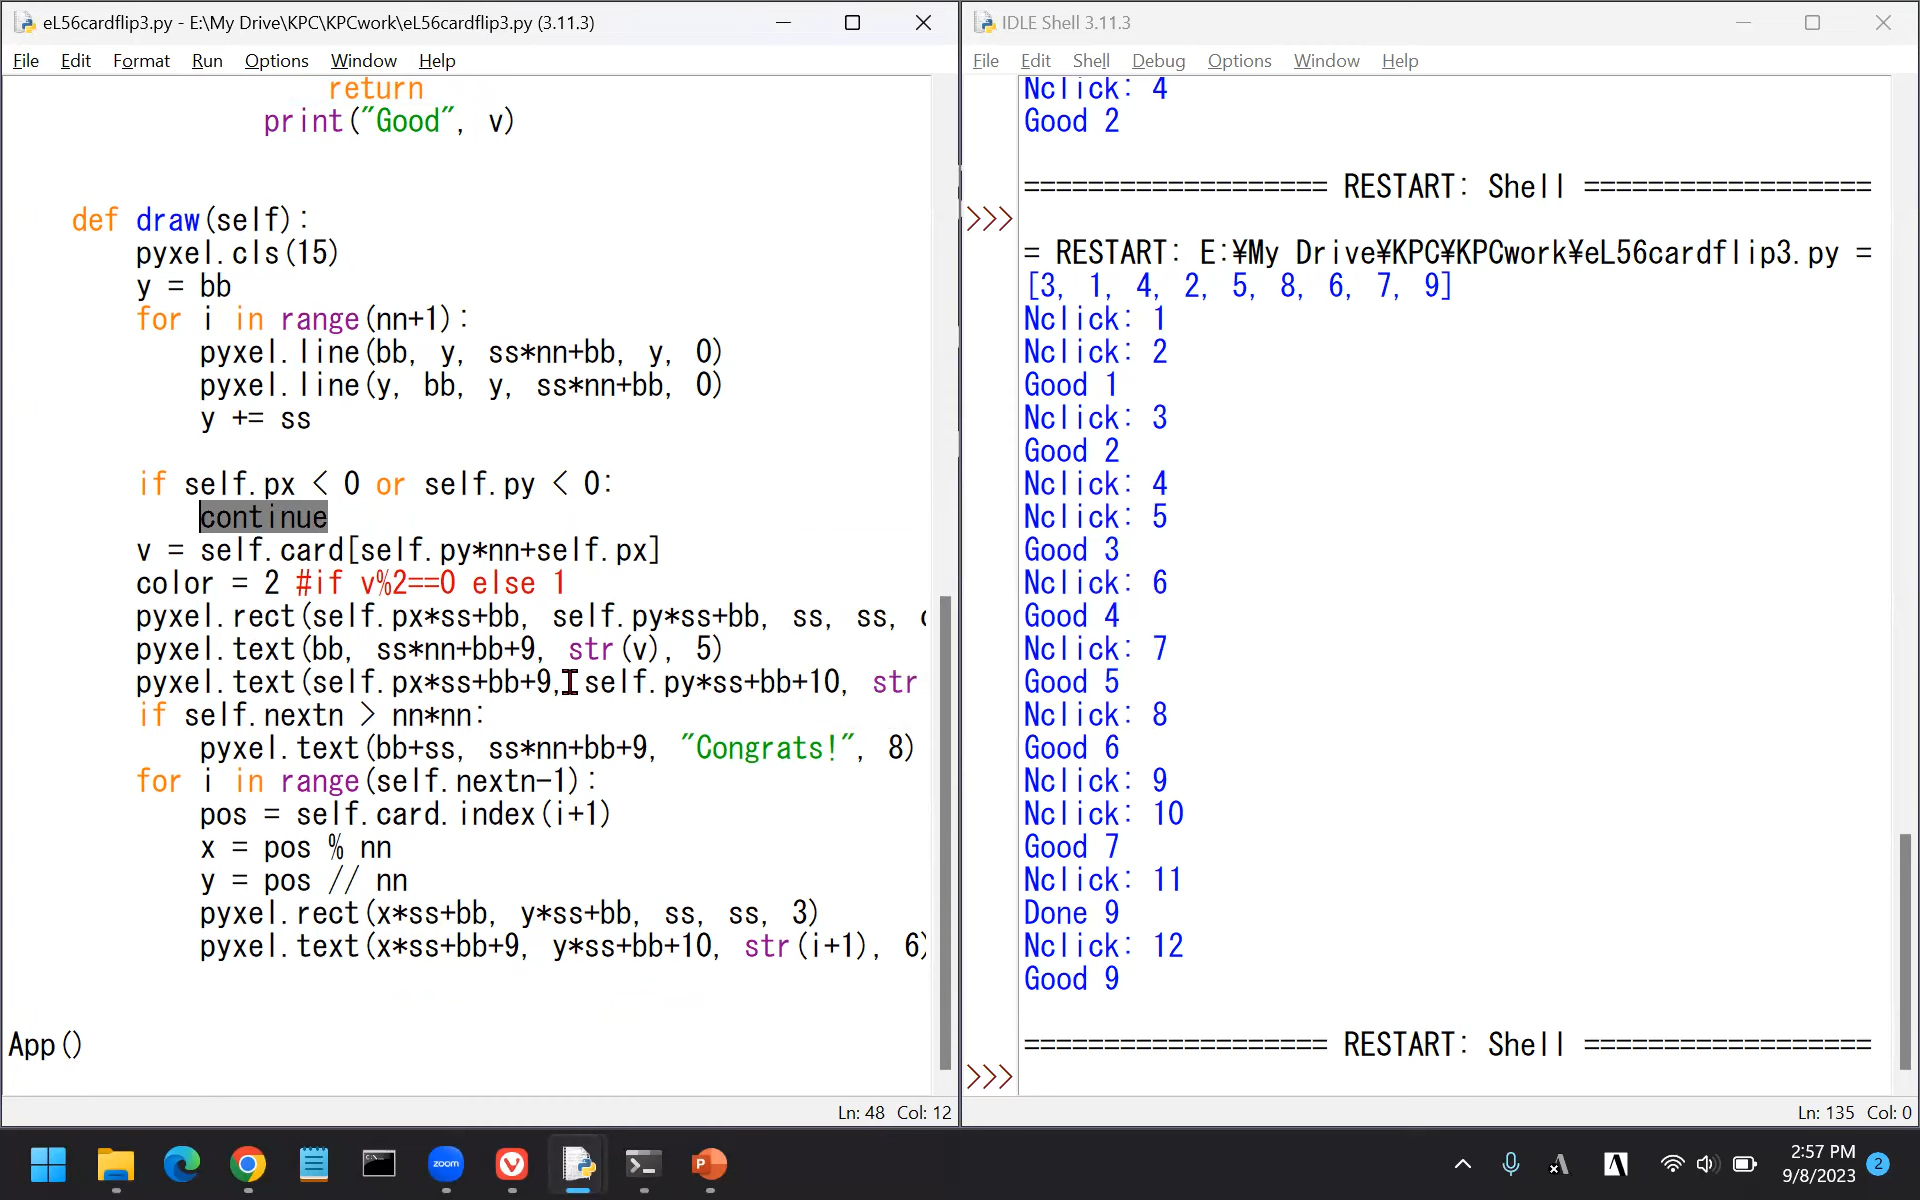 eL56cardflip3.py - E:\My Drive\KPC\KPCwork\eL56cardflip3.py (3.11.3)
File Edit Format Run Options Window Help
return
print("Good", v)
def draw(self):
pyxel.cls(15)
y = bb
for i in range(nn+1):
pyxel.line(bb, y, ss*nn+bb, y, 0)
pyxel.line(y, bb, y, ss*nn+bb, 0)
y += ss
if self.px < 0 or self.py < 0:
continue
v = self.card[self.py*nn+self.px]
color = 2 #if v%2==0 else 1
pyxel.rect(self.px*ss+bb, self.py*ss+bb, ss, ss,
pyxel.text(bb, ss*nn+bb+9, str(v), 5)
pyxel.text(self.px*ss+bb+9, self.py*ss+bb+10, str
if self.nextn > nn*nn:
pyxel.text(bb+ss, ss*nn+bb+9, "Congrats!", 8)
for i in range(self.nextn-1):
pos = self.card.index(i+1)
x = pos % nn
y = pos // nn
pyxel.rect(x*ss+bb, y*ss+bb, ss, ss, 3)
pyxel.text(x*ss+bb+9, y*ss+bb+10, str(i+1), 6)
App()
Ln: 48 Col: 12
IDLE Shell 3.11.3
File Edit Shell Debug Options Window Help
Nclick: 4
Good 2
=================== RESTART: Shell ==================
>>>
= RESTART: E:¥My Drive¥KPC¥KPCwork¥eL56cardflip3.py =
[3, 1, 4, 2, 5, 8, 6, 7, 9]
Nclick: 1
Nclick: 2
Good 1
Nclick: 3
Good 2
Nclick: 4
Nclick: 5
Good 3
Nclick: 6
Good 4
Nclick: 7
Good 5
Nclick: 8
Good 6
Nclick: 9
Nclick: 10
Good 7
Nclick: 11
Done 9
Nclick: 12
Good 9
=================== RESTART: Shell ==================
>>>
Ln: 135 Col: 0
zoom
2:57 PM
9/8/2023
2